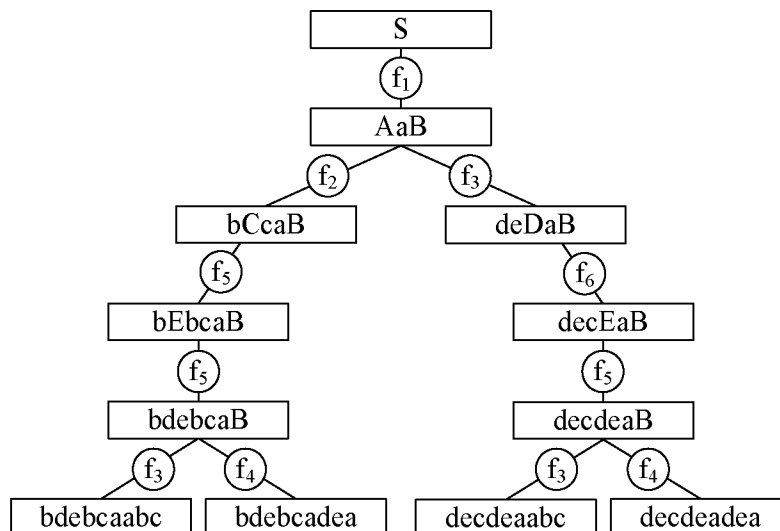 S
f₁
AaB
f₂ f₃
bCcaB deDaB
f₅ f₆
bEbcaB decEaB
f₅ f₅
bdebcaB decdeaB
f₃ f₄ f₃ f₄
bdebcaabc bdebcadea decdeaabc decdeadea